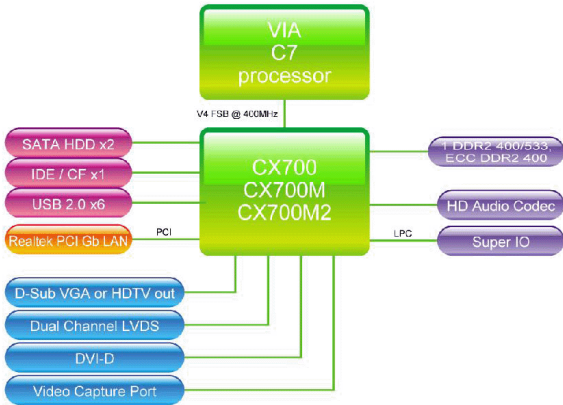 VIA
C7
processor
V4 FSB @ 400MHz
SATA HDD x2
IDE / CF x1
USB 2.0 x6
Realtek PCI Gb LAN
PCI
CX700
CX700M
CX700M2
1 DDR2 400/533,
ECC DDR2 400
HD Audio Codec
LPC
Super IO
D-Sub VGA or HDTV out
Dual Channel LVDS
DVI-D
Video Capture Port